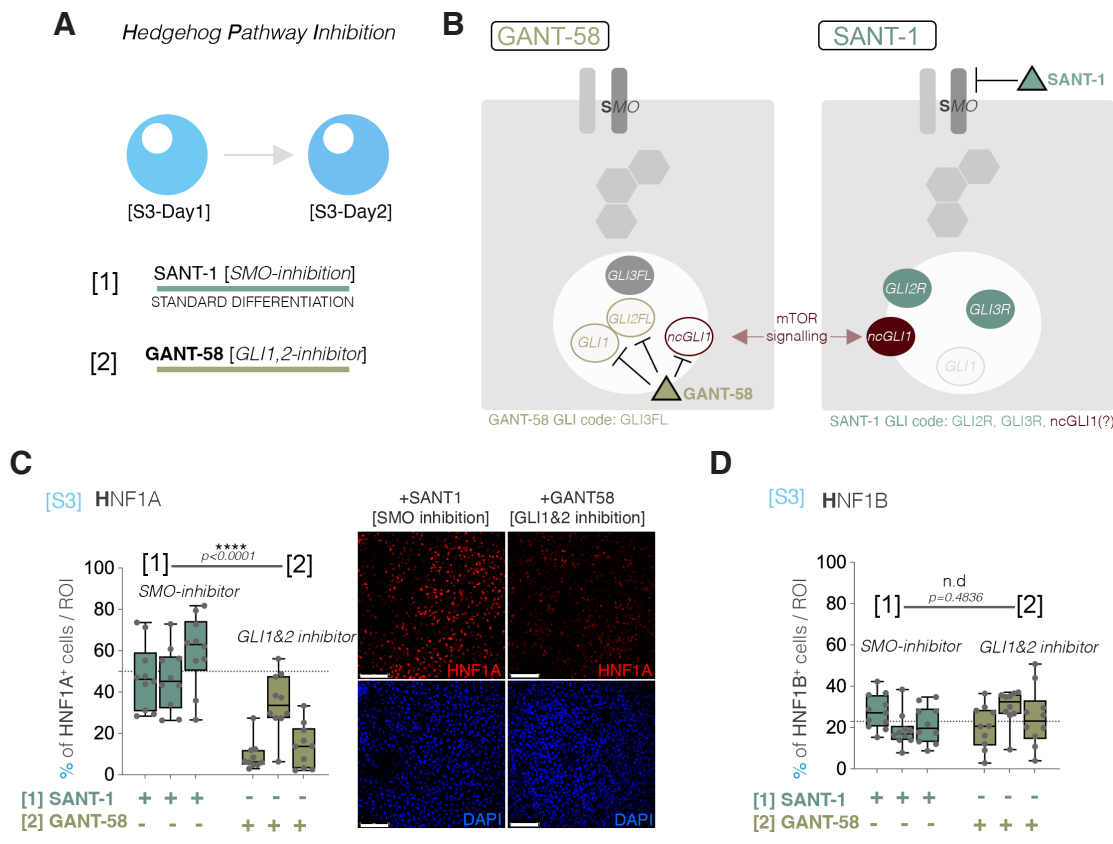 A
Hedgehog Pathway Inhibition
[S3-Day1]
[S3-Day2]
[1]
SANT-1 [SMO-inhibition]
STANDARD DIFFERENTIATION
[2]
GANT-58 [GLI1,2-inhibitor]
B
GANT-58
SMO
GLI3FL
GLI2FL
GLI1
ncGLI1
GANT-58
GANT-58 GLI code: GLI3FL
mTOR
signalling
SANT-1
SANT-1
SMO
GLI2R
GLI3R
ncGLI1
GLI1
SANT-1 GLI code: GLI2R, GLI3R, ncGLI1(?)
C
[S3] HNF1A
% of HNF1A+ cells / ROI
100
80
60
40
20
0
[1]
****
p<0.0001
[2]
SMO-inhibitor
GLI1&2 inhibitor
[1] SANT-1 + + + - - -
[2] GANT-58 - - - + + +
+SANT1
[SMO inhibition]
+GANT58
[GLI1&2 inhibition]
HNF1A
HNF1A
DAPI
DAPI
D
[S3] HNF1B
% of HNF1B+ cells / ROI
100
80
60
40
20
0
[1]
n.d
p=0.4836
[2]
SMO-inhibitor
GLI1&2 inhibitor
[1] SANT-1 + + + - - -
[2] GANT-58 - - - + + +